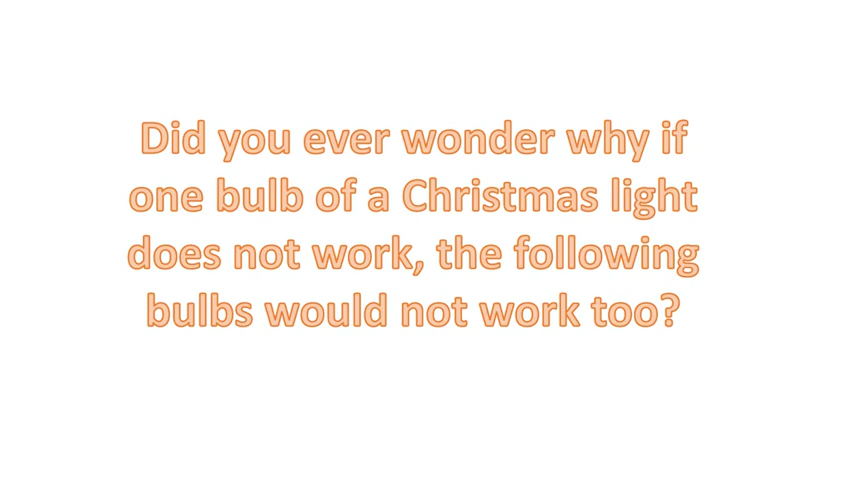 Did you ever wonder why if
one bulb of a Christmas light
does not work, the following
bulbs would not work too?